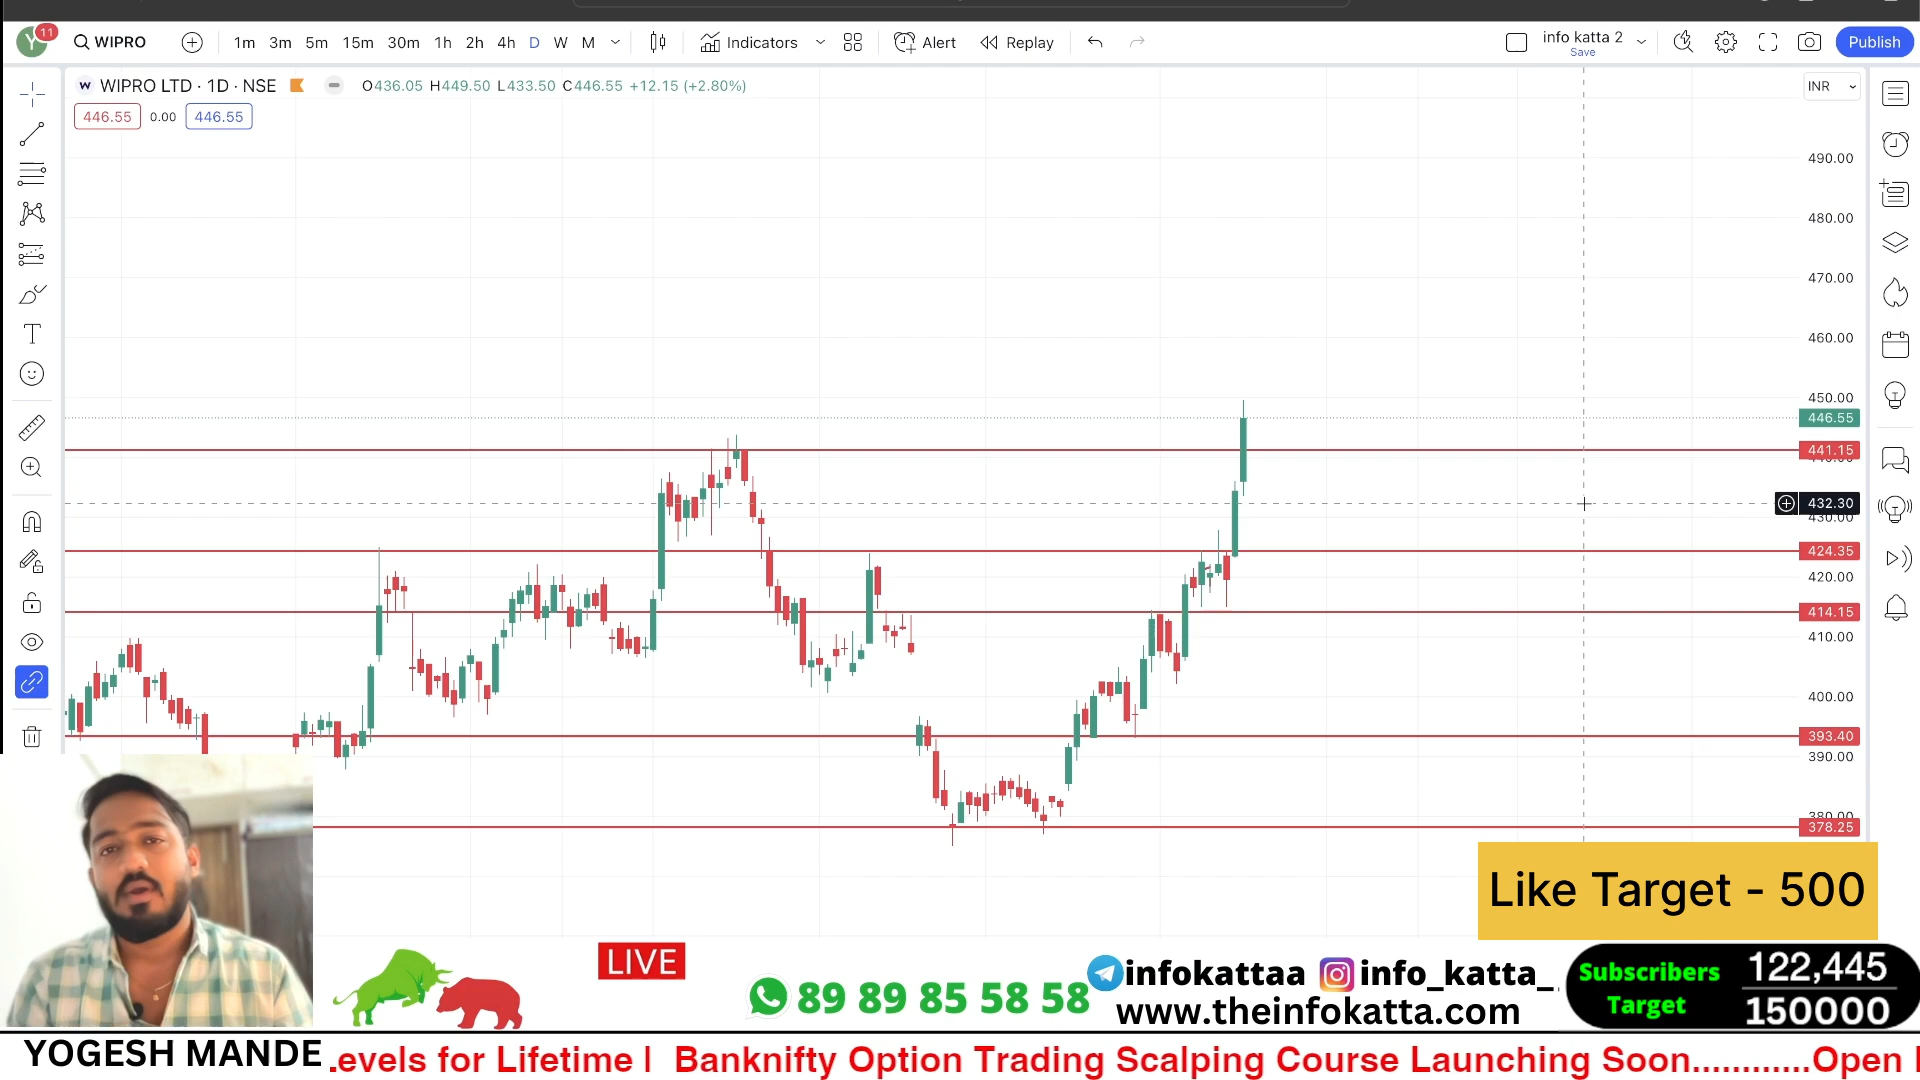 Y 11 WIPRO 1m 3m 5m 15m 30m 1h 2h 4h D W M Indicators Alert Replay info katta 2 Save Publish
W WIPRO LTD · 1D · NSE O436.05 H449.50 L433.50 C446.55 +12.15 (+2.80%) INR
446.55 0.00 446.55
490.00
480.00
470.00
460.00
450.00
446.55
441.15
432.30
430.00
424.35
420.00
414.15
410.00
400.00
393.40
390.00
380.00
378.25
Like Target - 500
LIVE
89 89 85 58 58
infokattaa info_katta_
www.theinfokatta.com
Subscribers Target
122,445
150000
YOGESH MANDE
evels for Lifetime | Banknifty Option Trading Scalping Course Launching Soon............Open